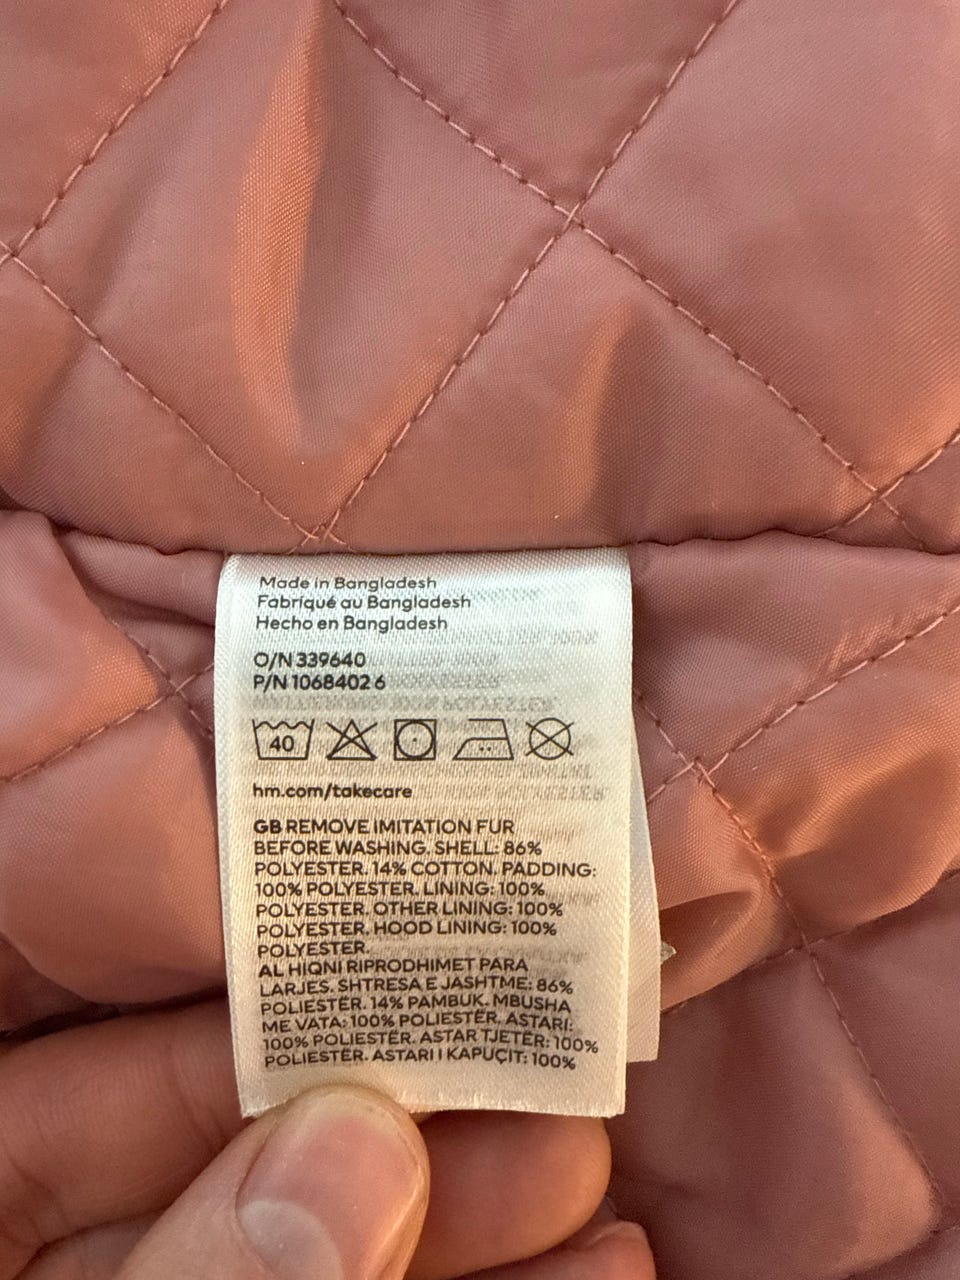 Made in Bangladesh
Fabriqué au Bangladesh
Hecho en Bangladesh
O/N 339640
P/N 1068402 6
40
hm.com/takecare
GB REMOVE IMITATION FUR
BEFORE WASHING. SHELL: 86%
POLYESTER. 14% COTTON. PADDING:
100% POLYESTER. LINING: 100%
POLYESTER. OTHER LINING: 100%
POLYESTER. HOOD LINING: 100%
POLYESTER.
AL HIQNI RIPRODHIMET PARA
LARJES. SHTRESA E JASHTME: 86%
POLIESTËR. 14% PAMBUK. MBUSHA
ME VATA: 100% POLIESTËR. ASTARI:
100% POLIESTËR. ASTAR TJETËR: 100%
POLIESTËR. ASTARI I KAPUÇIT: 100%